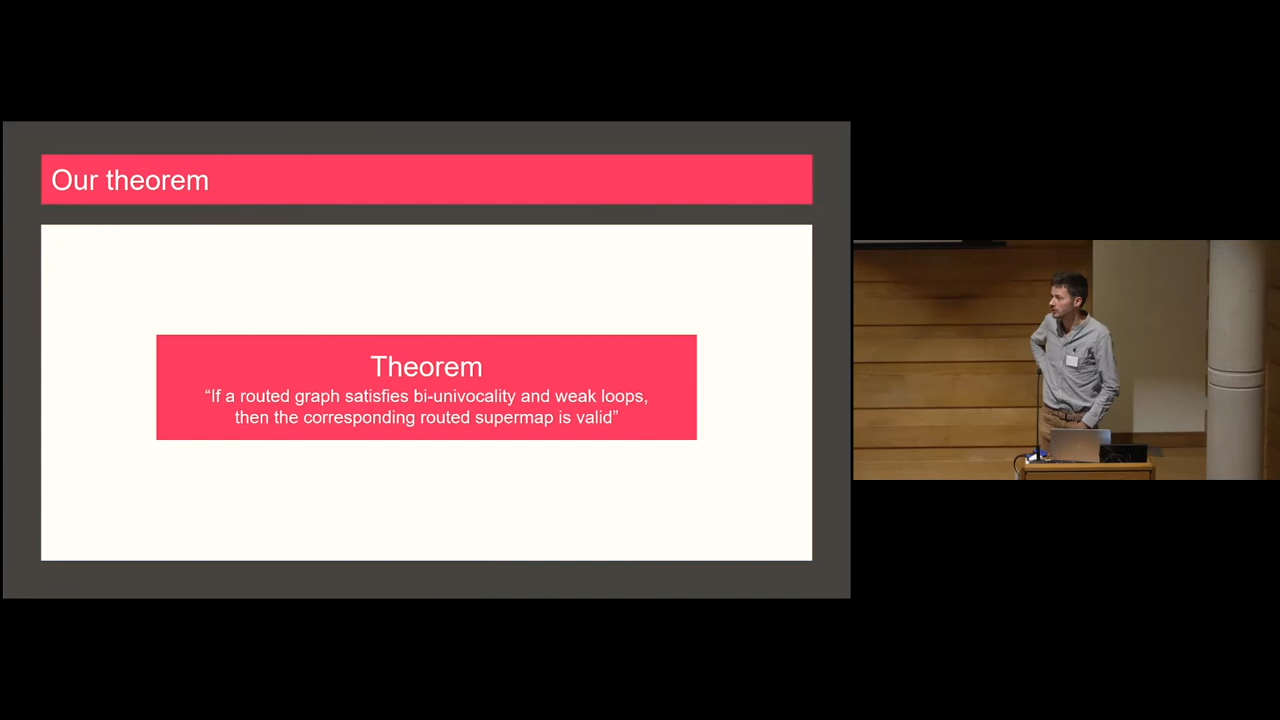 Our theorem
Theorem
“If a routed graph satisfies bi-univocality and weak loops,
then the corresponding routed supermap is valid”